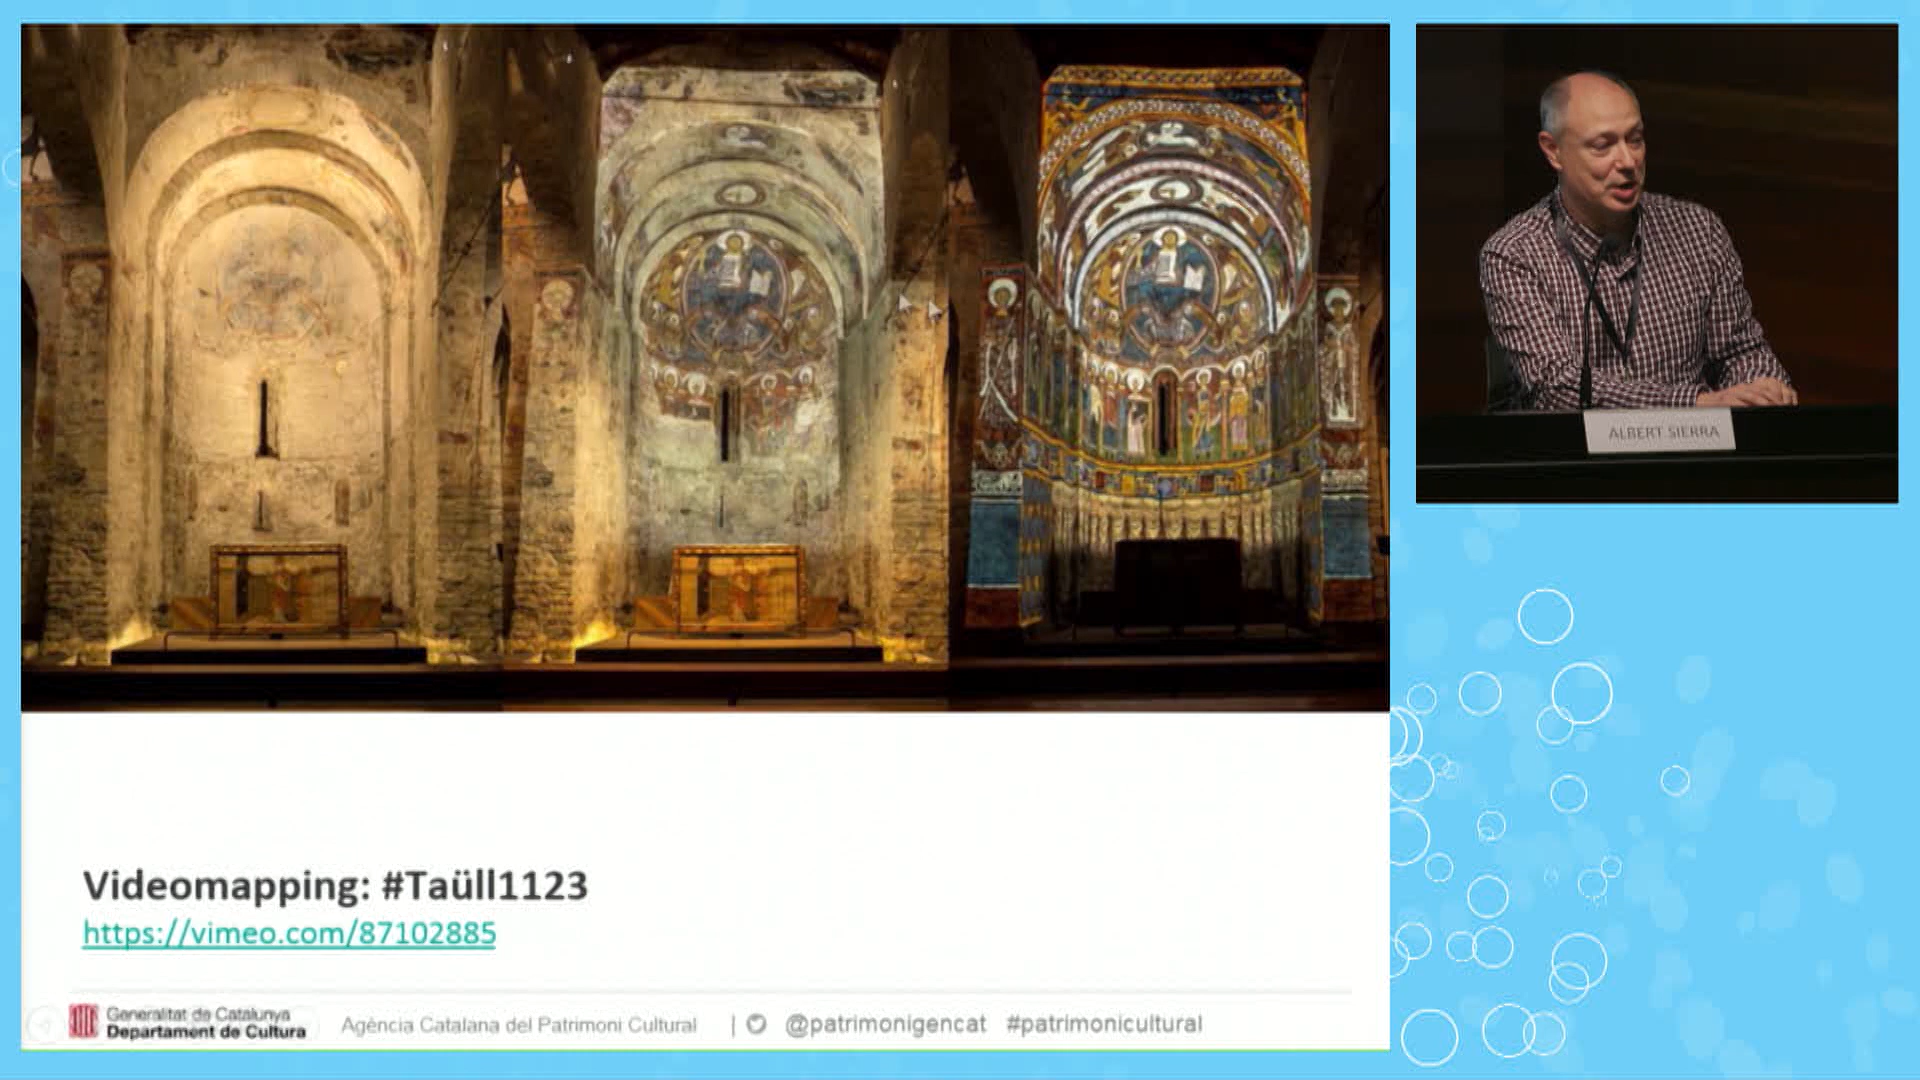 ALBERT SIERRA
Videomapping: #Taüll1123
https://vimeo.com/87102885
Generalitat de Catalunya
Departament de Cultura
Agència Catalana del Patrimoni Cultural | @patrimonigencat #patrimonicultural